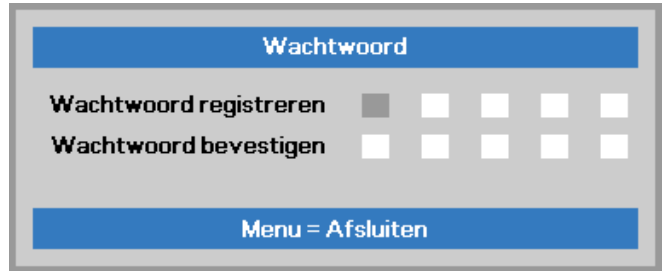 Wachtwoord
Wachtwoord registreren
Wachtwoord bevestigen
Menu = Afsluiten